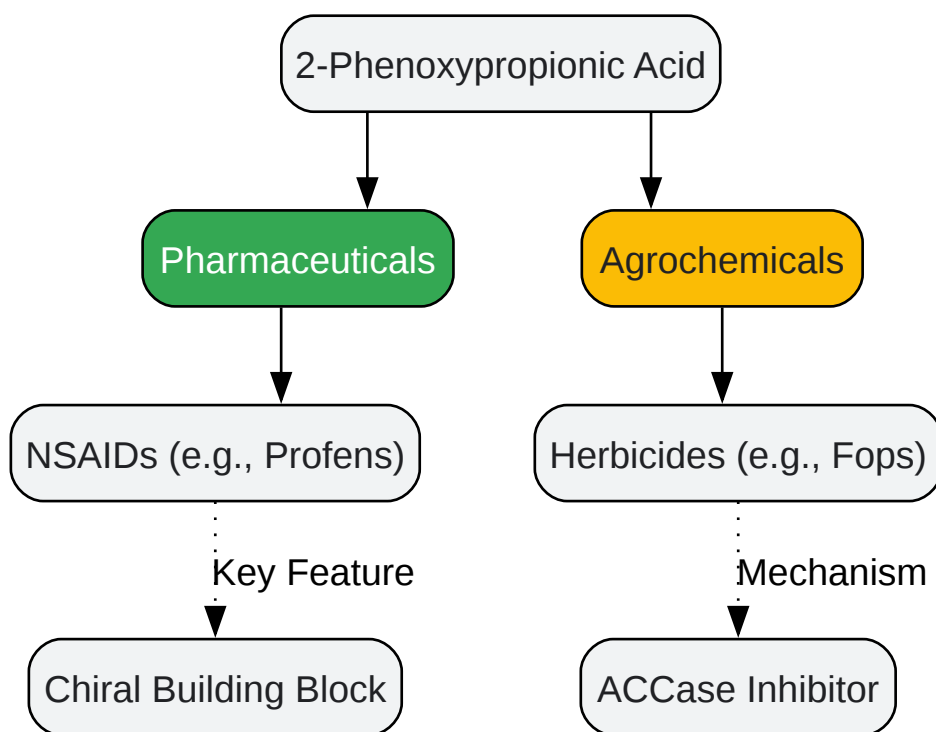 2-Phenoxypropionic Acid
Pharmaceuticals
Agrochemicals
NSAIDs (e.g., Profens)
Herbicides (e.g., Fops)
Key Feature
Mechanism
Chiral Building Block
ACCase Inhibitor